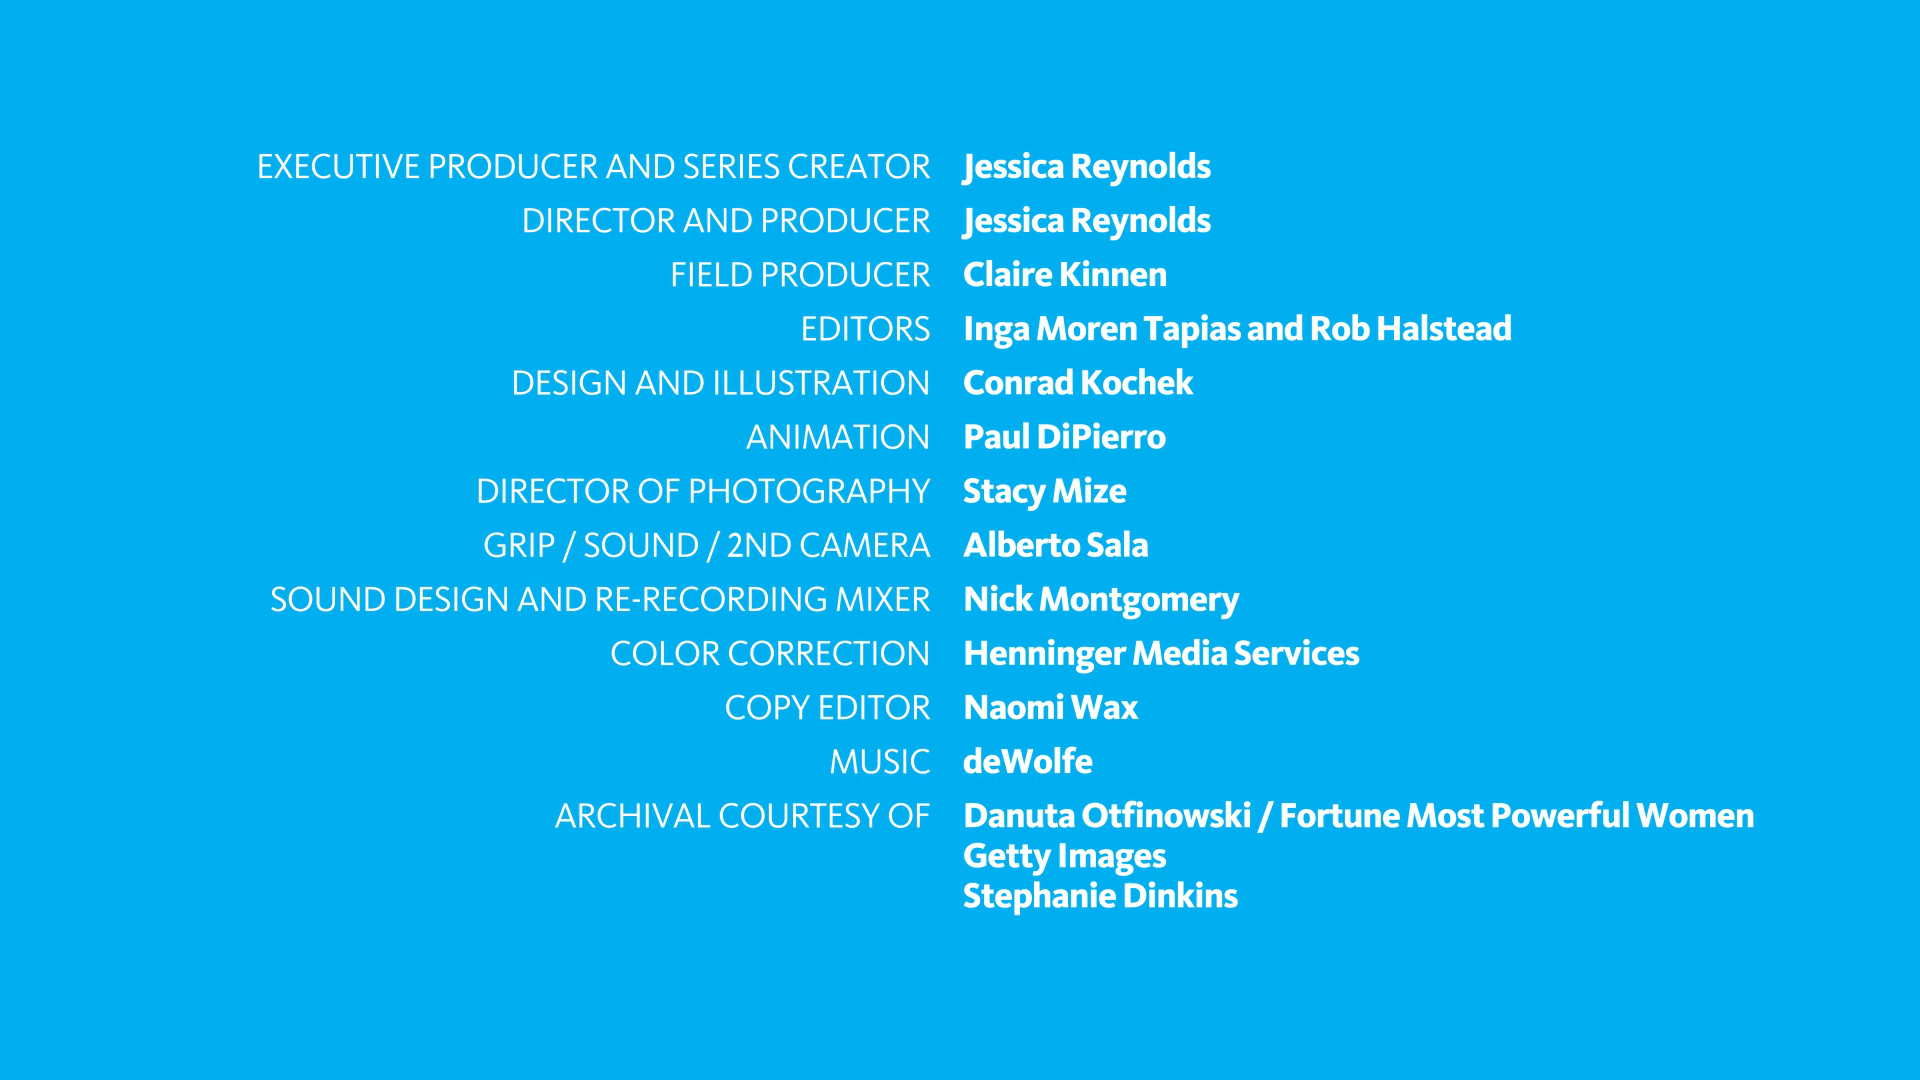 EXECUTIVE PRODUCER AND SERIES CREATOR Jessica Reynolds
DIRECTOR AND PRODUCER Jessica Reynolds
FIELD PRODUCER Claire Kinnen
EDITORS Inga Moren Tapias and Rob Halstead
DESIGN AND ILLUSTRATION Conrad Kochek
ANIMATION Paul DiPierro
DIRECTOR OF PHOTOGRAPHY Stacy Mize
GRIP / SOUND / 2ND CAMERA Alberto Sala
SOUND DESIGN AND RE-RECORDING MIXER Nick Montgomery
COLOR CORRECTION Henninger Media Services
COPY EDITOR Naomi Wax
MUSIC deWolfe
ARCHIVAL COURTESY OF Danuta Otfinowski / Fortune Most Powerful Women
Getty Images
Stephanie Dinkins